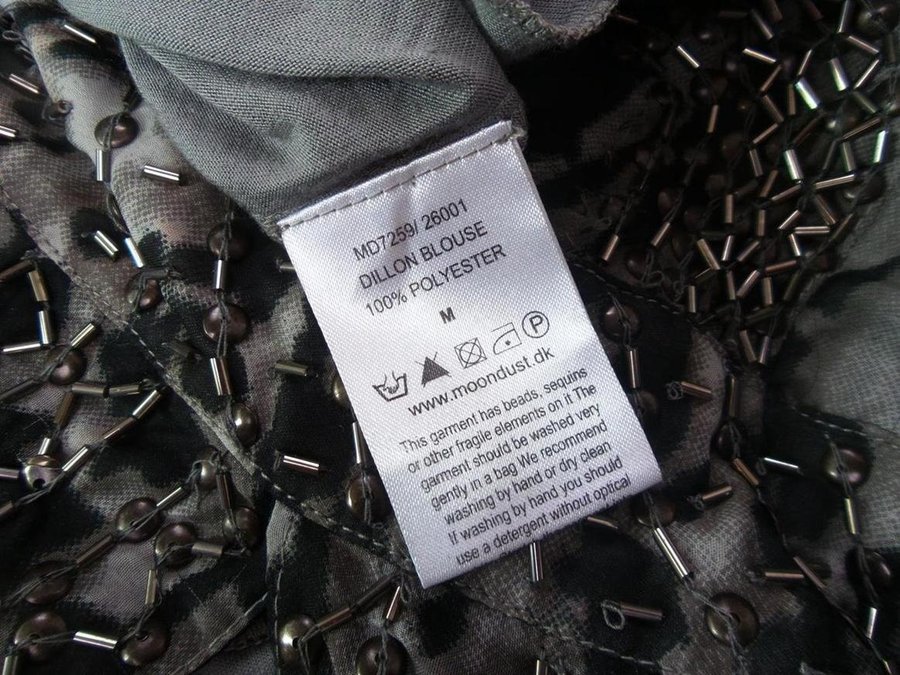 MD7259/ 26001
DILLON BLOUSE
100% POLYESTER
M
P
www.moondust.dk
This garment has beads, sequins
or other fragile elements on it The
garment should be washed very
gently in a bag We recommend
washing by hand or dry clean
If washing by hand you should
use a detergent without optical